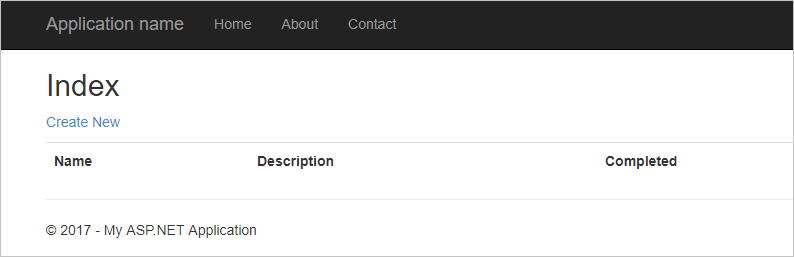 Application name Home About Contact
Index
Create New
Name Description Completed
© 2017 - My ASP.NET Application